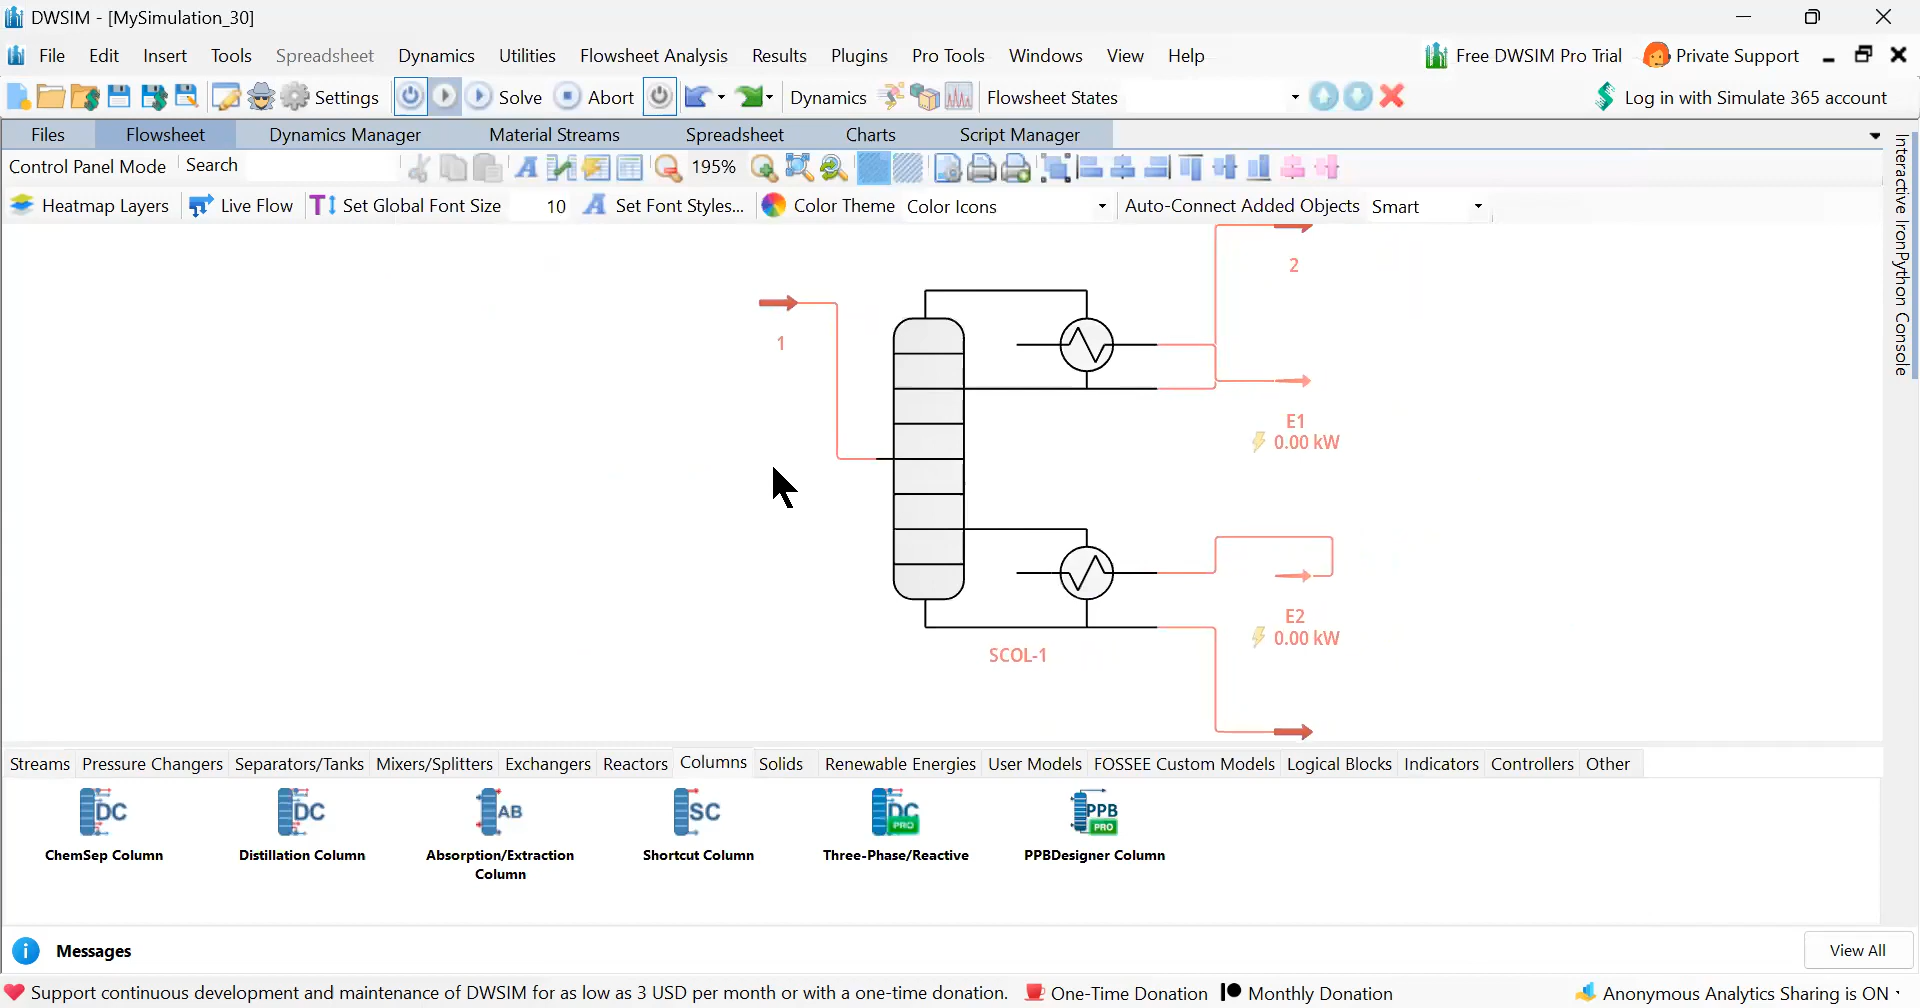 DWSIM - [MySimulation_30]
File Edit Insert Tools Spreadsheet Dynamics Utilities Flowsheet Analysis Results Plugins Pro Tools Windows View Help Free DWSIM Pro Trial Private Support
Settings Solve Abort Dynamics Flowsheet States Log in with Simulate 365 account
Files Flowsheet Dynamics Manager Material Streams Spreadsheet Charts Script Manager
Control Panel Mode Search 195%
Heatmap Layers Live Flow Set Global Font Size 10 Set Font Styles... Color Theme Color Icons Auto-Connect Added Objects Smart
Interactive IronPython Console
2
1
E1
0.00 kW
E2
0.00 kW
SCOL-1
Streams Pressure Changers Separators/Tanks Mixers/Splitters Exchangers Reactors Columns Solids Renewable Energies User Models FOSSEE Custom Models Logical Blocks Indicators Controllers Other
DC DC AB SC DC PRO PPB PRO
ChemSep Column Distillation Column Absorption/Extraction Column Shortcut Column Three-Phase/Reactive PPBDesigner Column
Messages View All
Support continuous development and maintenance of DWSIM for as low as 3 USD per month or with a one-time donation. One-Time Donation Monthly Donation Anonymous Analytics Sharing is ON